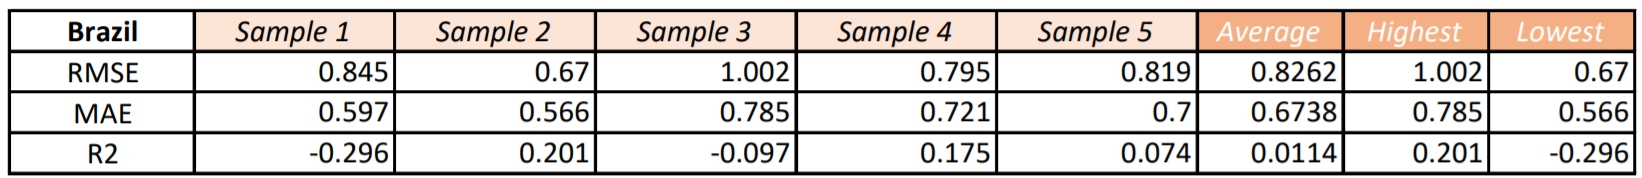 Brazil Sample 1 Sample 2 Sample 3 Sample 4 Sample 5 Average Highest Lowest
RMSE 0.845 0.67 1.002 0.795 0.819 0.8262 1.002 0.67
MAE 0.597 0.566 0.785 0.721 0.7 0.6738 0.785 0.566
R2 -0.296 0.201 -0.097 0.175 0.074 0.0114 0.201 -0.296